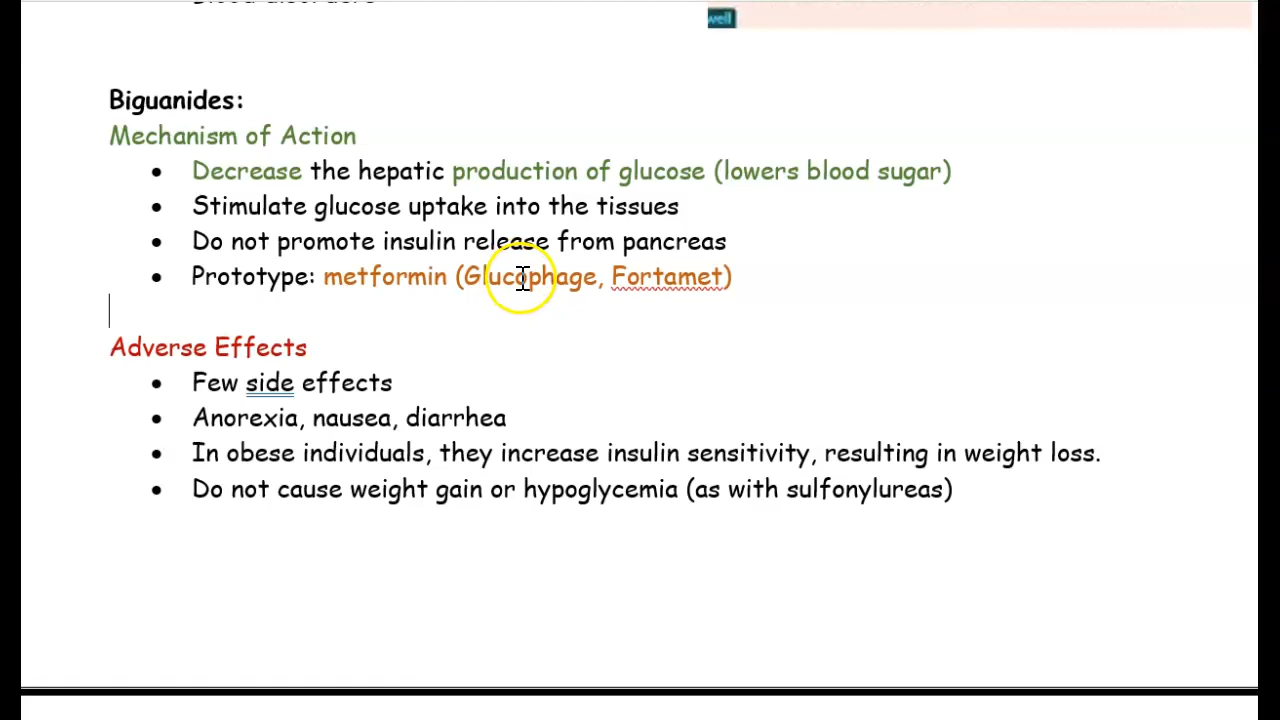 Blood disorders
well
Biguanides:
Mechanism of Action
• Decrease the hepatic production of glucose (lowers blood sugar)
• Stimulate glucose uptake into the tissues
• Do not promote insulin release from pancreas
• Prototype: metformin (Glucophage, Fortamet)
Adverse Effects
• Few side effects
• Anorexia, nausea, diarrhea
• In obese individuals, they increase insulin sensitivity, resulting in weight loss.
• Do not cause weight gain or hypoglycemia (as with sulfonylureas)